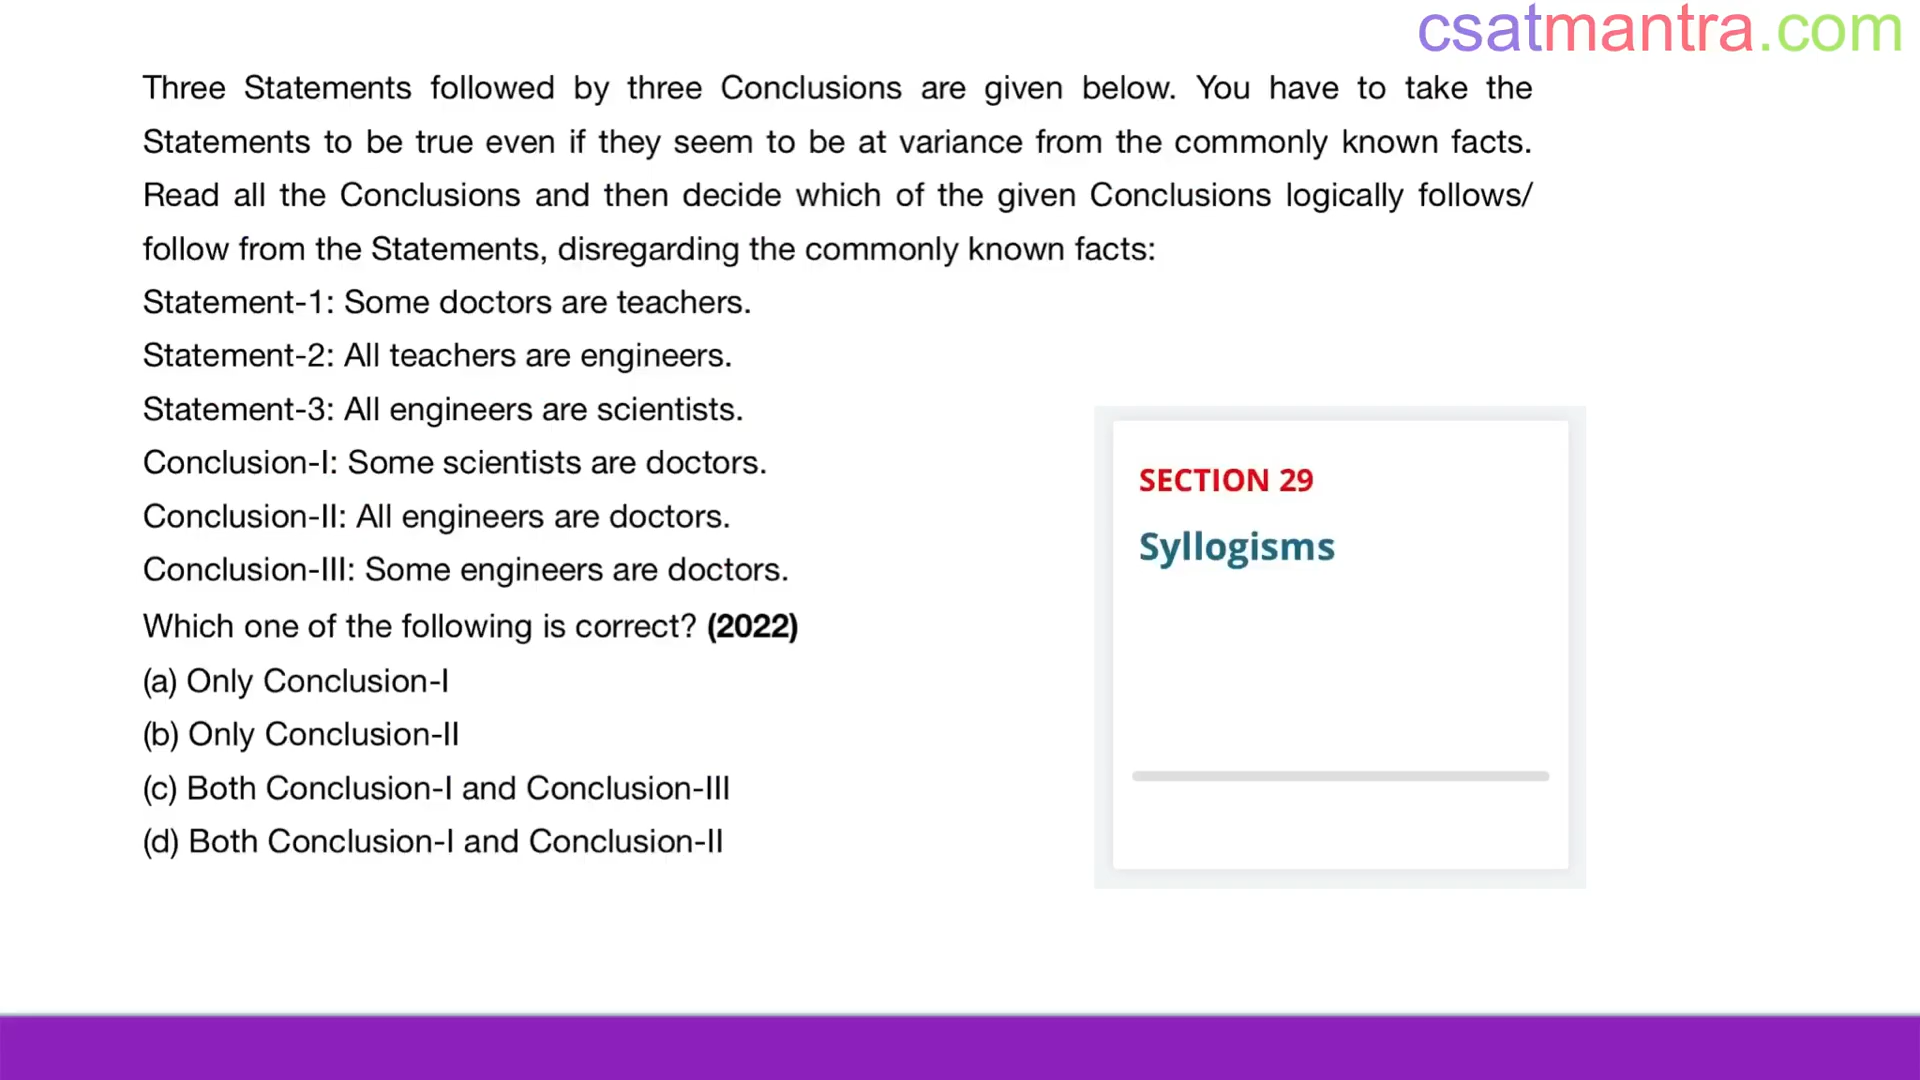 csatmantra.com
Three Statements followed by three Conclusions are given below. You have to take the
Statements to be true even if they seem to be at variance from the commonly known facts.
Read all the Conclusions and then decide which of the given Conclusions logically follows/
follow from the Statements, disregarding the commonly known facts:
Statement-1: Some doctors are teachers.
Statement-2: All teachers are engineers.
Statement-3: All engineers are scientists.
Conclusion-I: Some scientists are doctors.
Conclusion-II: All engineers are doctors.
Conclusion-III: Some engineers are doctors.
Which one of the following is correct? (2022)
(a) Only Conclusion-I
(b) Only Conclusion-II
(c) Both Conclusion-I and Conclusion-III
(d) Both Conclusion-I and Conclusion-II
SECTION 29
Syllogisms